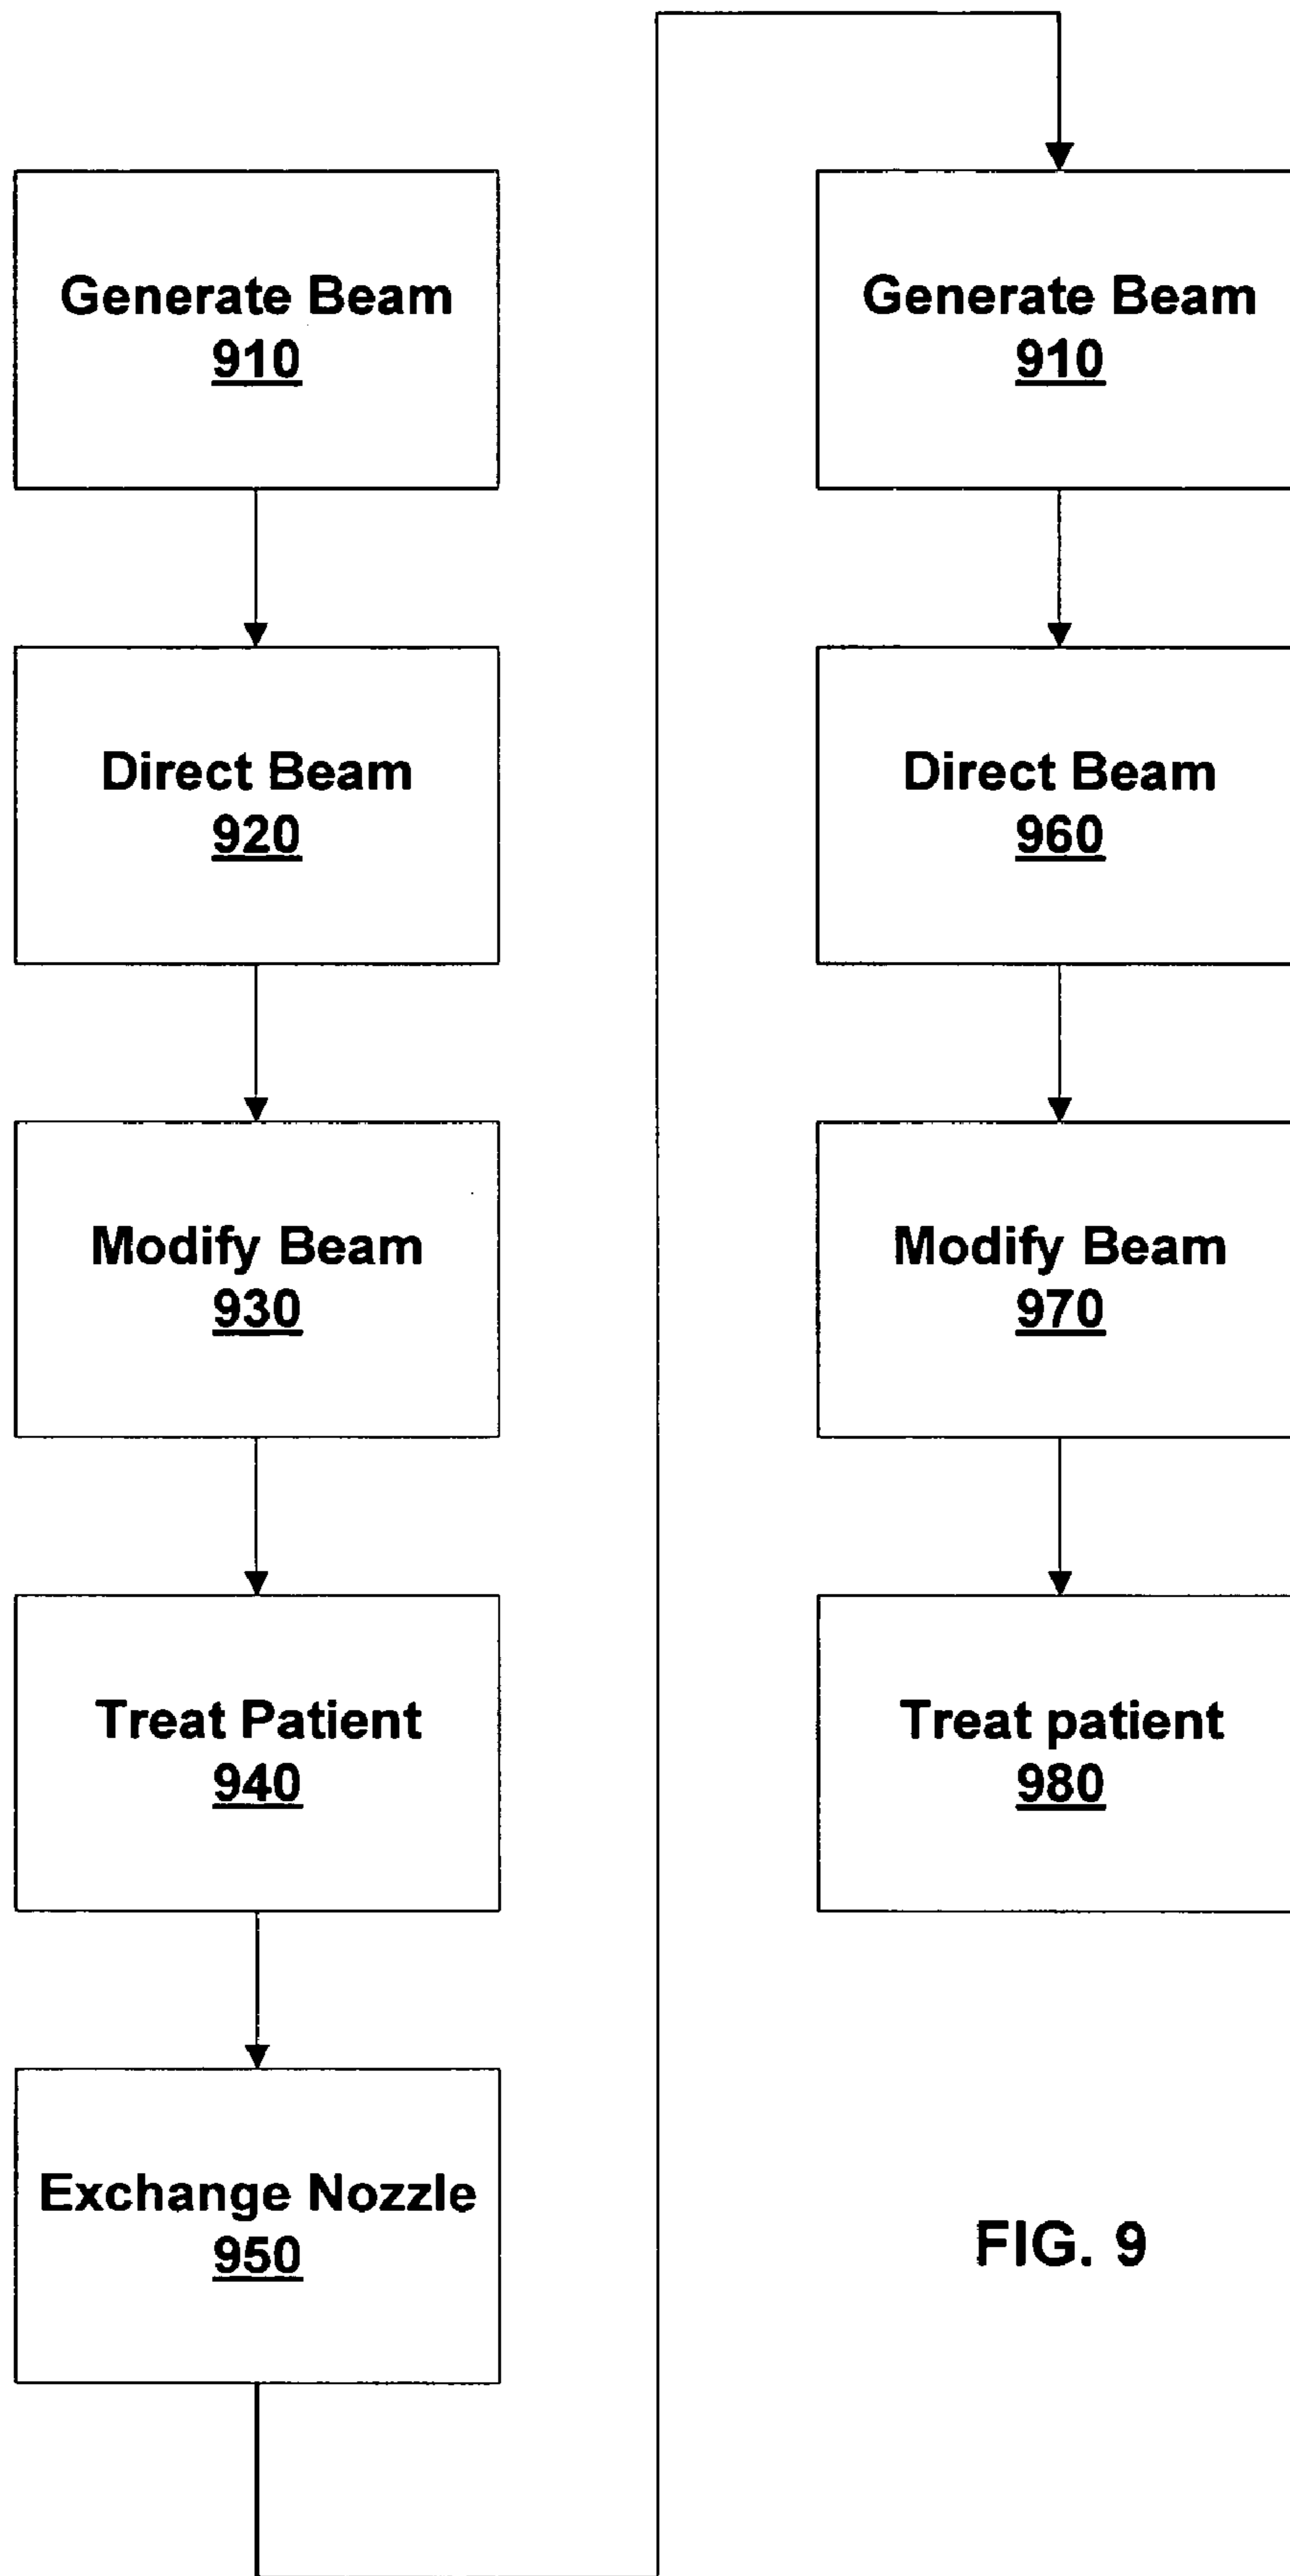 Generate Beam
910
Direct Beam
920
Modify Beam
930
Treat Patient
940
Exchange Nozzle
950
Generate Beam
910
Direct Beam
960
Modify Beam
970
Treat patient
980
FIG. 9